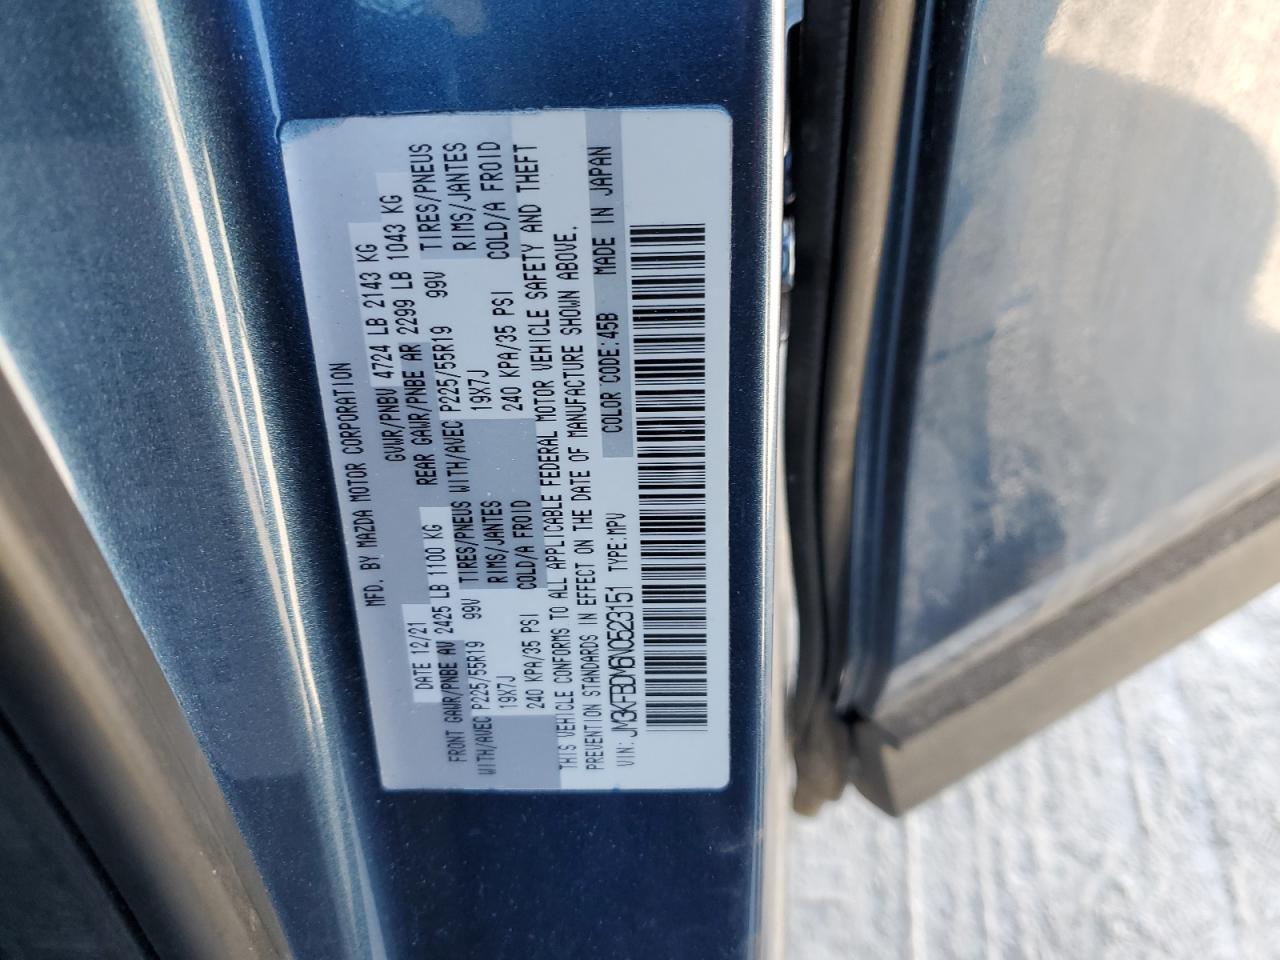 MFD. BY MAZDA MOTOR CORPORATION
DATE 12/21 GVWR/PNBV 4724 LB 2143 KG
FRONT GAWR/PNBE AV 2425 LB 1100 KG REAR GAWR/PNBE AR 2299 LB 1043 KG
WITH/AVEC P225/55R19 99V TIRES/PNEUS WITH/AVEC P225/55R19 99V TIRES/PNEUS
19X7J RIMS/JANTES 19X7J RIMS/JANTES
240 KPA/35 PSI COLD/A FROID 240 KPA/35 PSI COLD/A FROID
THIS VEHICLE CONFORMS TO ALL APPLICABLE FEDERAL MOTOR VEHICLE SAFETY AND THEFT
PREVENTION STANDARDS IN EFFECT ON THE DATE OF MANUFACTURE SHOWN ABOVE.
VIN: JM3KFBDM6N0523151 TYPE:MPV COLOR CODE:45B MADE IN JAPAN